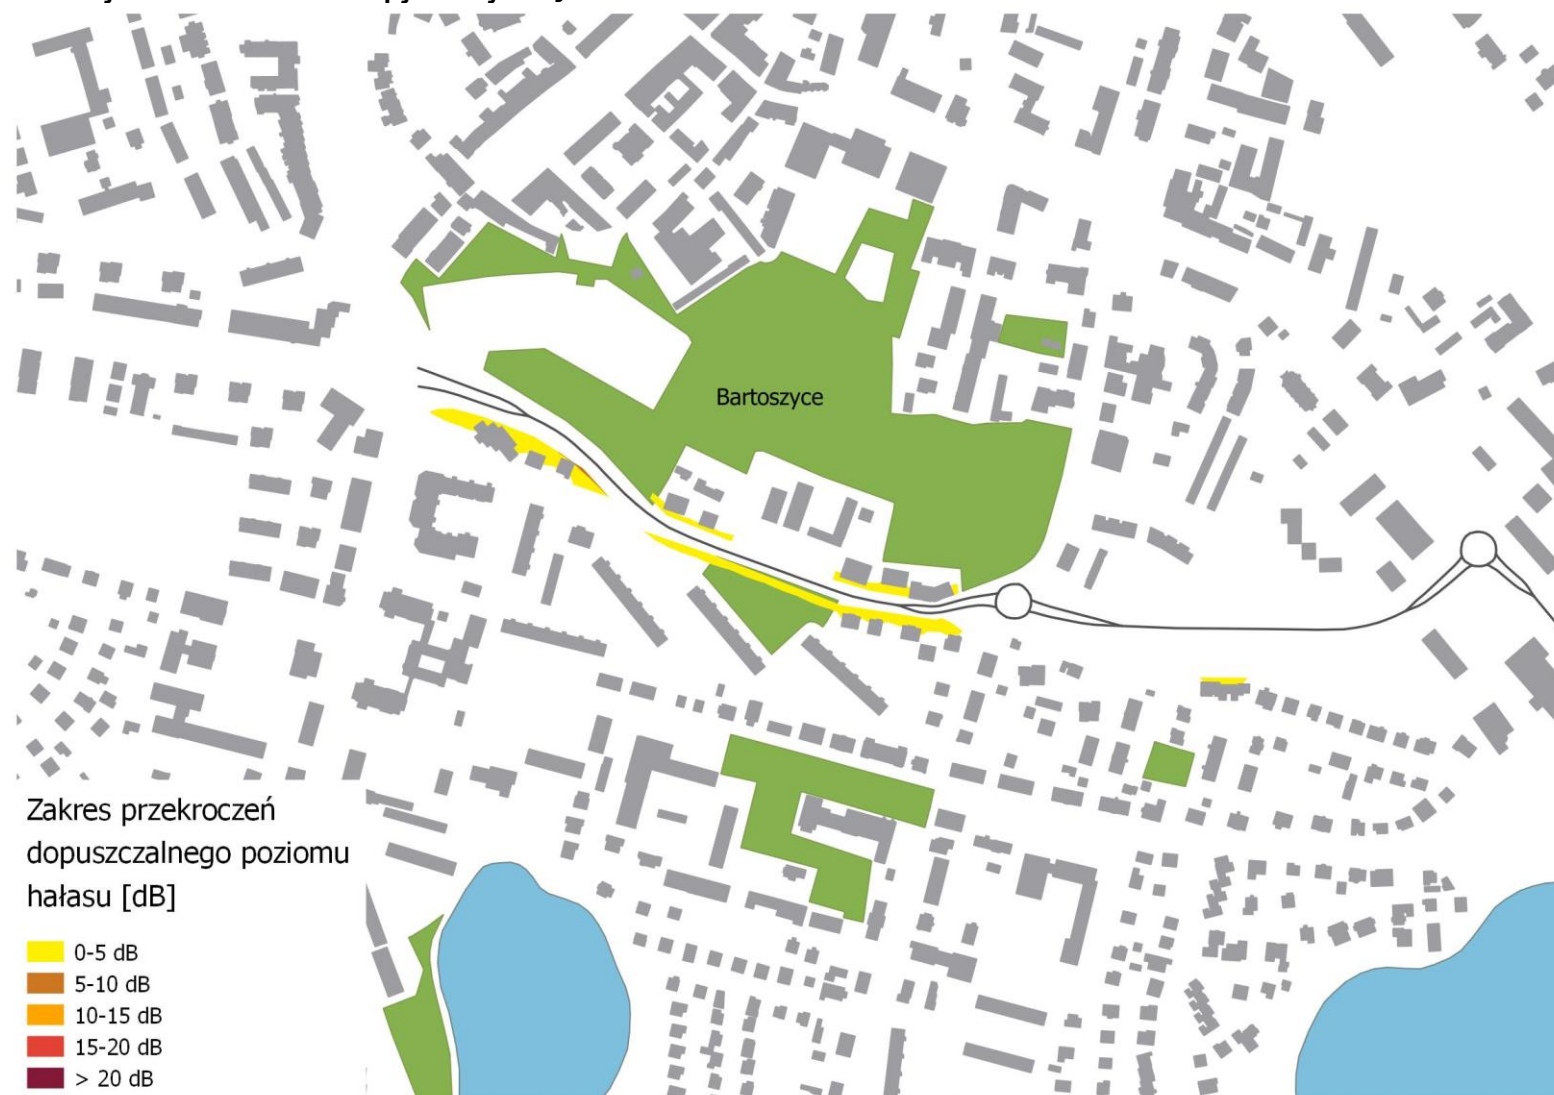 Bartoszyce
Zakres przekroczeń
dopuszczalnego poziomu
hałasu [dB]
0-5 dB
5-10 dB
10-15 dB
15-20 dB
> 20 dB